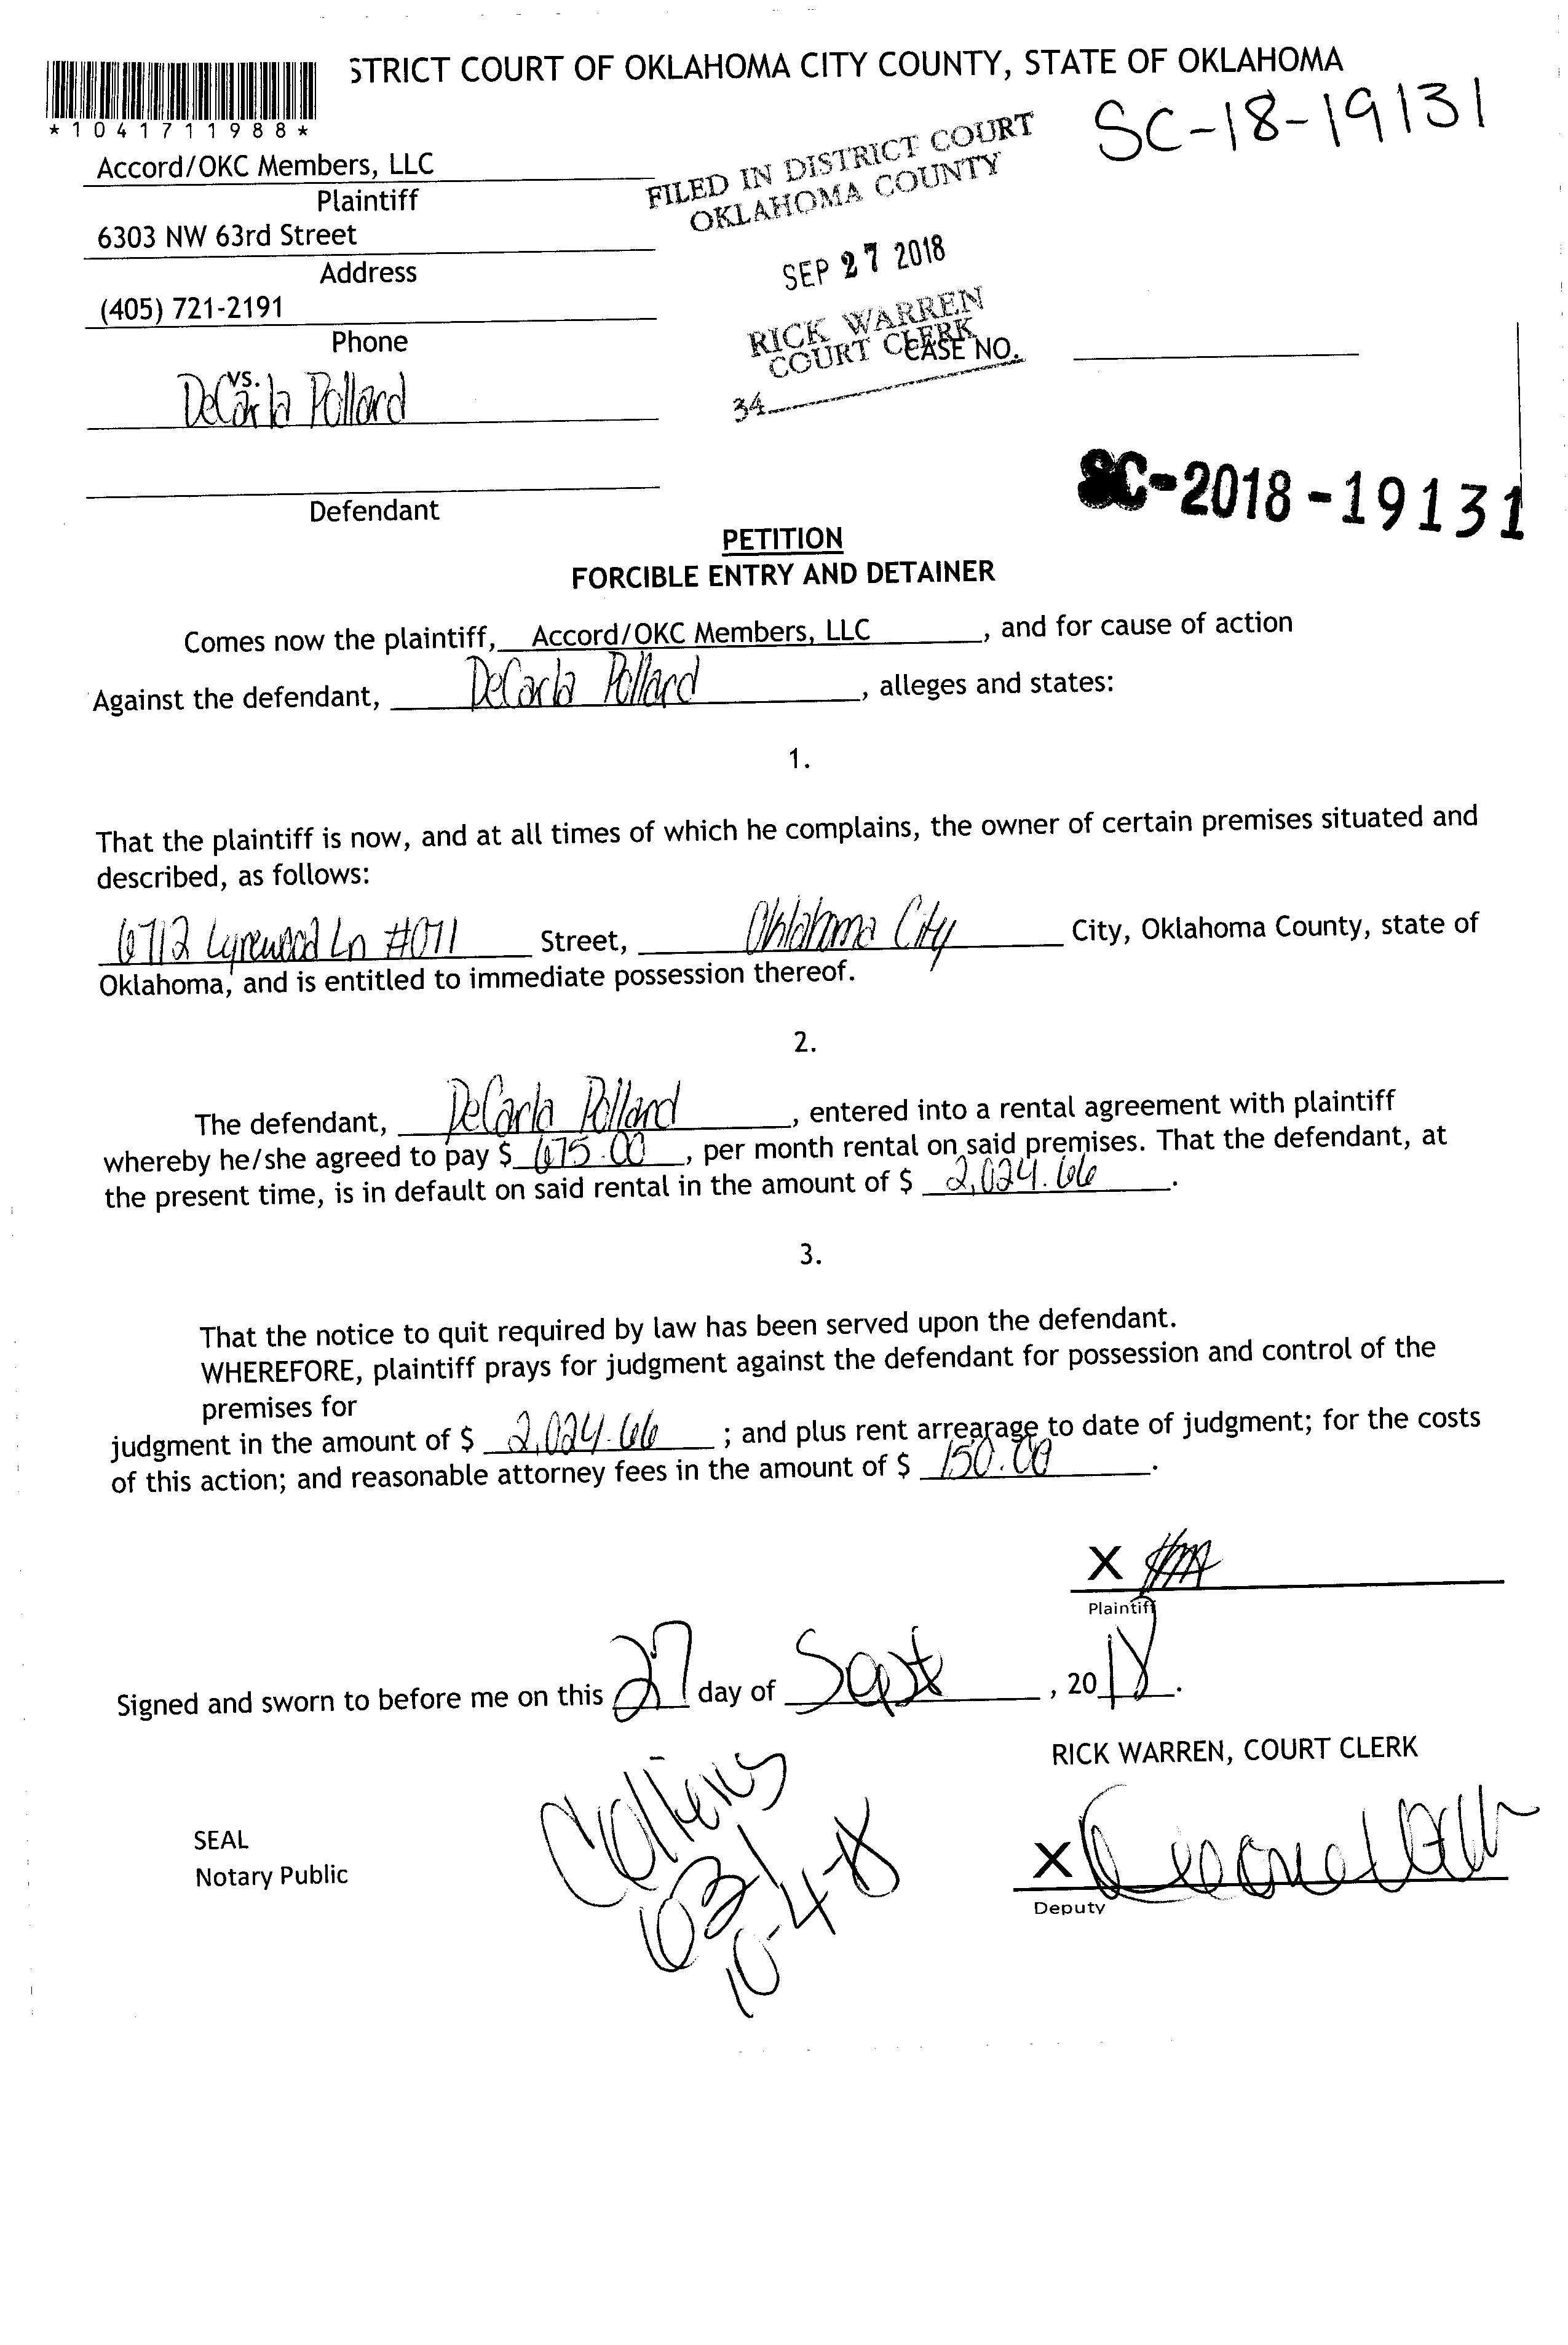 STRICT COURT OF OKLAHOMA CITY COUNTY, STATE OF OKLAHOMA
*1041711988*
SC-18-19131
Accord/OKC Members, LLC
Plaintiff
6303 NW 63rd Street
Address
(405) 721-2191
Phone
vs.
DeCarla Pollard
Defendant
FILED IN DISTRICT COURT
OKLAHOMA COUNTY
SEP 27 2018
RICK WARREN
COURT CLERK
CASE NO.
34
SC-2018-19131
PETITION
FORCIBLE ENTRY AND DETAINER
Comes now the plaintiff, Accord/OKC Members, LLC, and for cause of action
Against the defendant, DeCarla Pollard, alleges and states:
1.
That the plaintiff is now, and at all times of which he complains, the owner of certain premises situated and
described, as follows:
6712 Lyrewood Ln #071 Street, Oklahoma City City, Oklahoma County, state of
Oklahoma, and is entitled to immediate possession thereof.
2.
The defendant, DeCarla Pollard, entered into a rental agreement with plaintiff
whereby he/she agreed to pay $ 675.00, per month rental on said premises. That the defendant, at
the present time, is in default on said rental in the amount of $ 2,024.66.
3.
That the notice to quit required by law has been served upon the defendant.
WHEREFORE, plaintiff prays for judgment against the defendant for possession and control of the
premises for
judgment in the amount of $ 2,024.66; and plus rent arrearage to date of judgment; for the costs
of this action; and reasonable attorney fees in the amount of $ 150.00.
X
Plaintiff
Signed and sworn to before me on this 27 day of Sept, 2018.
RICK WARREN, COURT CLERK
SEAL
Notary Public
X
Deputy
10-4-18